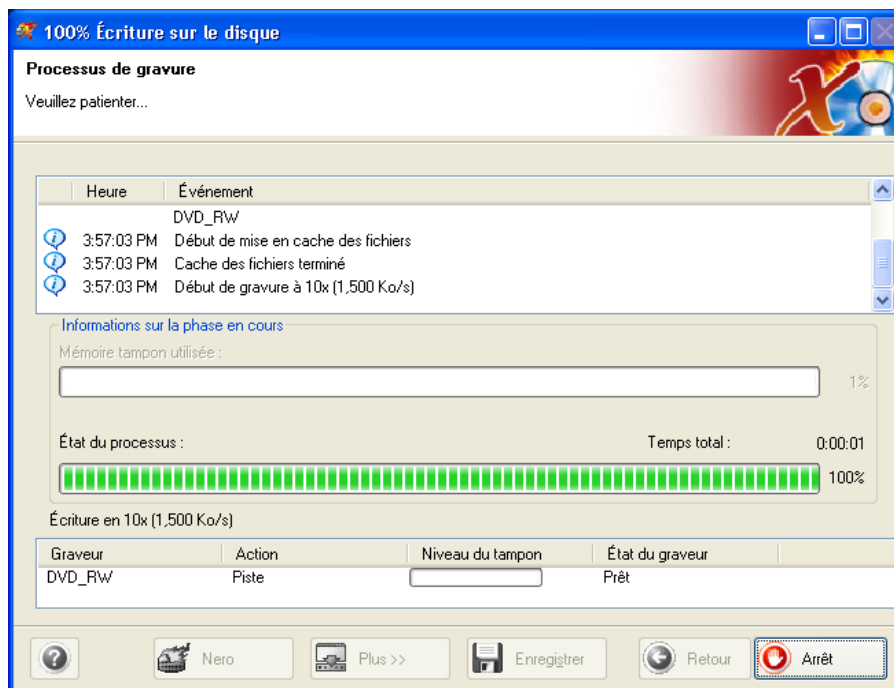 100% Écriture sur le disque
Processus de gravure
Veuillez patienter...
Heure Événement
DVD_RW
3:57:03 PM Début de mise en cache des fichiers
3:57:03 PM Cache des fichiers terminé
3:57:03 PM Début de gravure à 10x (1,500 Ko/s)
Informations sur la phase en cours
Mémoire tampon utilisée :
1%
État du processus : Temps total : 0:00:01
100%
Écriture en 10x (1,500 Ko/s)
Graveur Action Niveau du tampon État du graveur
DVD_RW Piste Prêt
Nero Plus >> Enregistrer Retour Arrêt